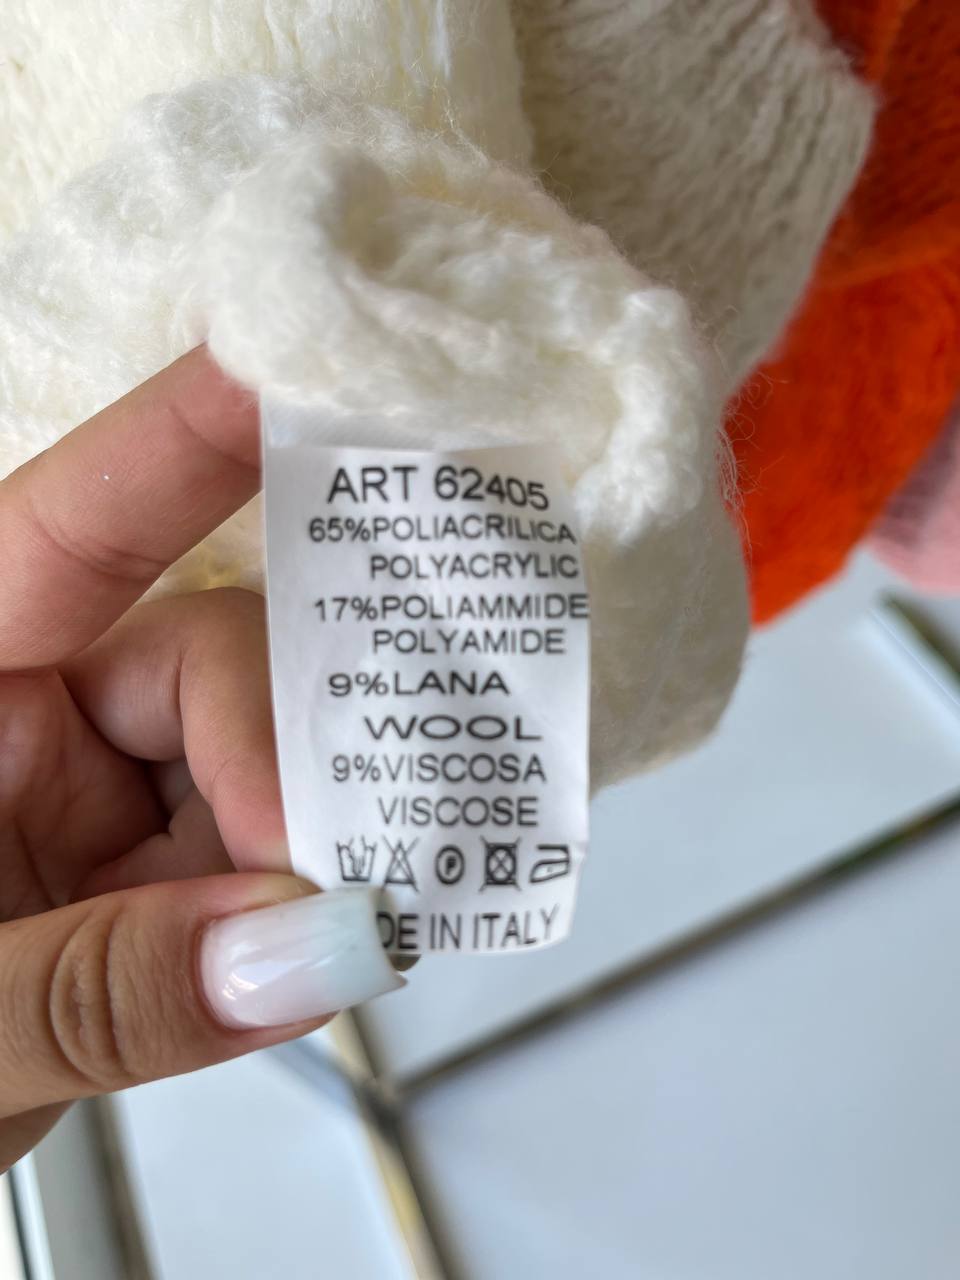 ART 62405
65%POLIACRILICA
POLYACRYLIC
17%POLIAMMIDE
POLYAMIDE
9%LANA
WOOL
9%VISCOSA
VISCOSE
P
DE IN ITALY